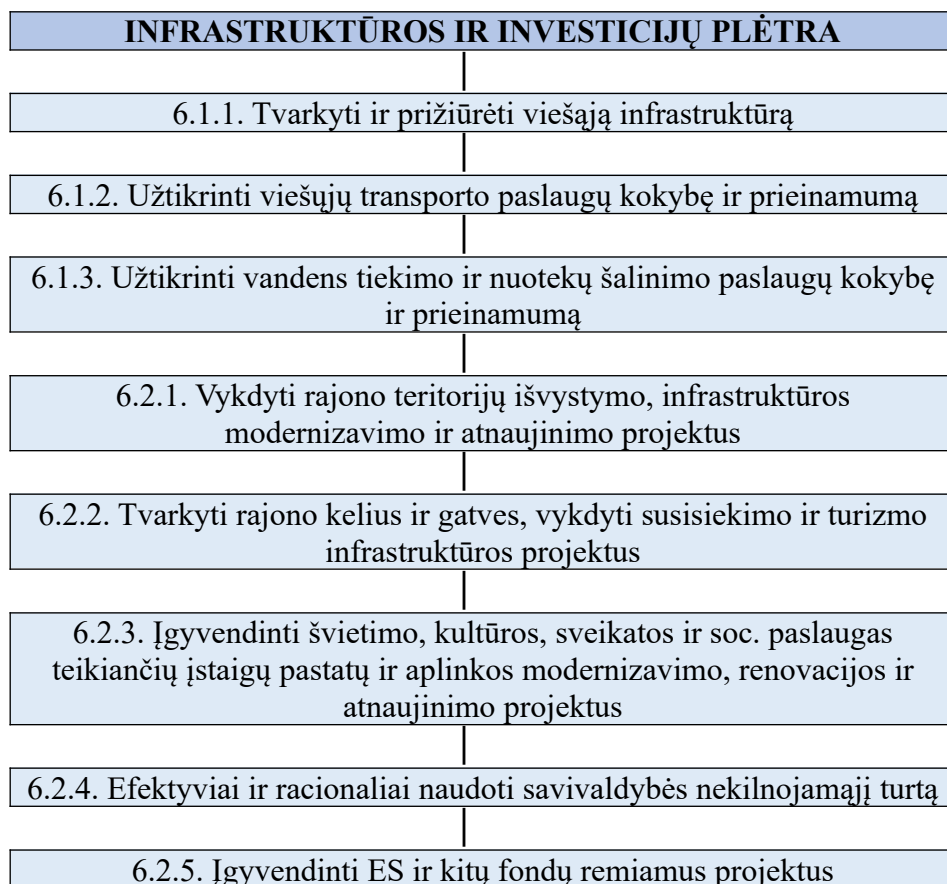 INFRASTRUKTŪROS IR INVESTICIJŲ PLĖTRA
6.1.1. Tvarkyti ir prižiūrėti viešąją infrastruktūrą
6.1.2. Užtikrinti viešųjų transporto paslaugų kokybę ir prieinamumą
6.1.3. Užtikrinti vandens tiekimo ir nuotekų šalinimo paslaugų kokybę
ir prieinamumą
6.2.1. Vykdyti rajono teritorijų išvystymo, infrastruktūros
modernizavimo ir atnaujinimo projektus
6.2.2. Tvarkyti rajono kelius ir gatves, vykdyti susisiekimo ir turizmo
infrastruktūros projektus
6.2.3. Įgyvendinti švietimo, kultūros, sveikatos ir soc. paslaugas
teikiančių įstaigų pastatų ir aplinkos modernizavimo, renovacijos ir
atnaujinimo projektus
6.2.4. Efektyviai ir racionaliai naudoti savivaldybės nekilnojamąjį turtą
6.2.5. Įgyvendinti ES ir kitų fondų remiamus projektus